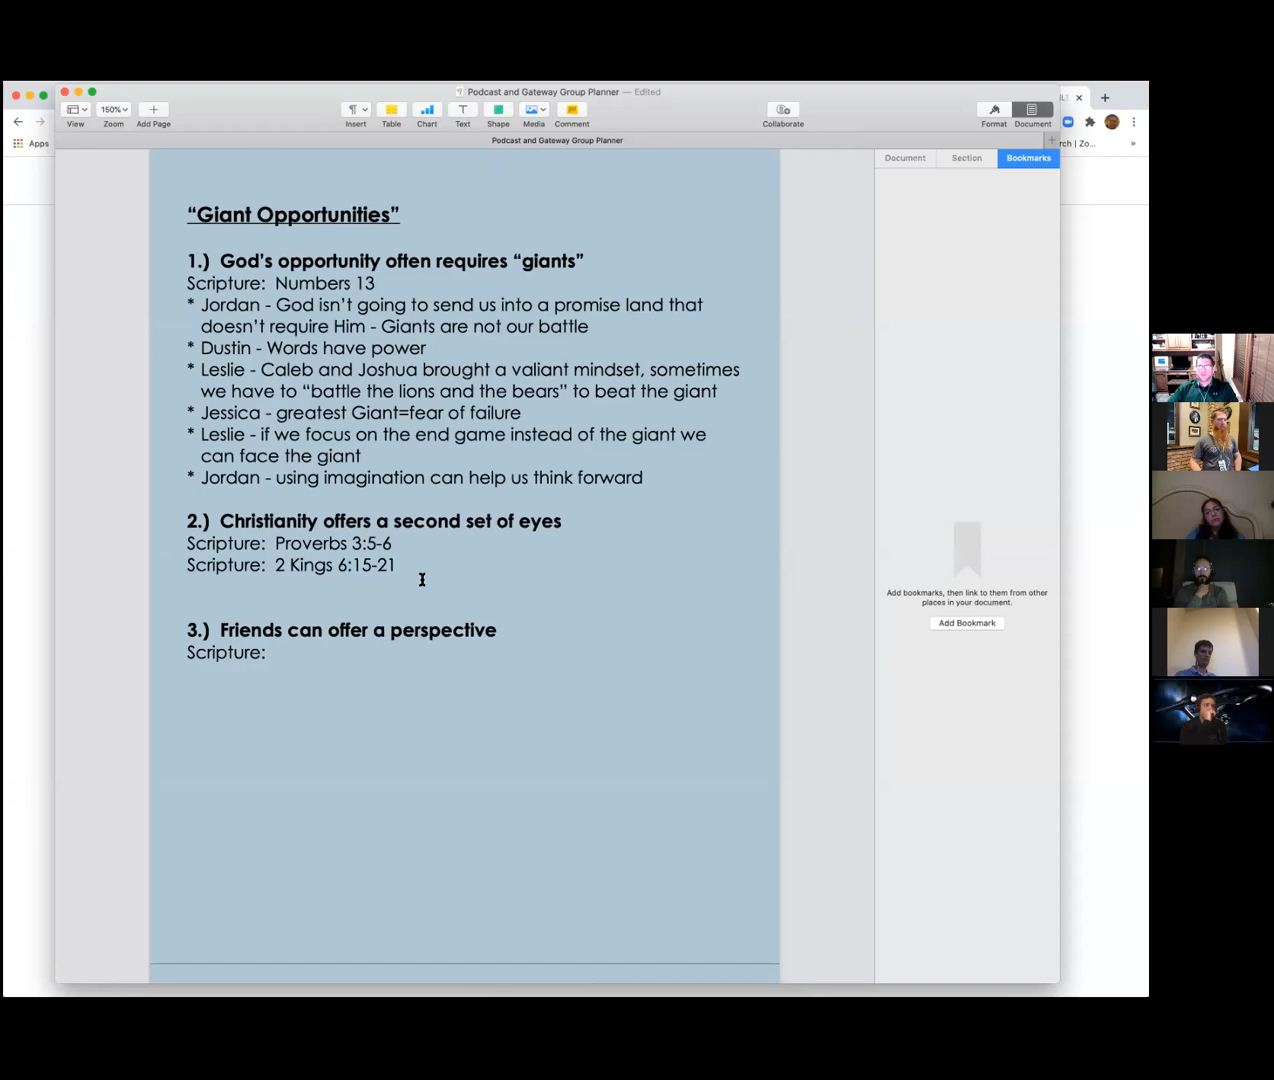 Podcast and Gateway Group Planner — Edited
150%
View
Zoom
Add Page
Insert
Table
Chart
Text
Shape
Media
Comment
Collaborate
Format
Document
Apps
Podcast and Gateway Group Planner
rch | Zo...
Document
Section
Bookmarks
“Giant Opportunities”
1.) God’s opportunity often requires “giants”
Scripture: Numbers 13
* Jordan - God isn’t going to send us into a promise land that
doesn’t require Him - Giants are not our battle
* Dustin - Words have power
* Leslie - Caleb and Joshua brought a valiant mindset, sometimes
we have to “battle the lions and the bears” to beat the giant
* Jessica - greatest Giant=fear of failure
* Leslie - if we focus on the end game instead of the giant we
can face the giant
* Jordan - using imagination can help us think forward
2.) Christianity offers a second set of eyes
Scripture: Proverbs 3:5-6
Scripture: 2 Kings 6:15-21
3.) Friends can offer a perspective
Scripture:
Add bookmarks, then link to them from other
places in your document.
Add Bookmark